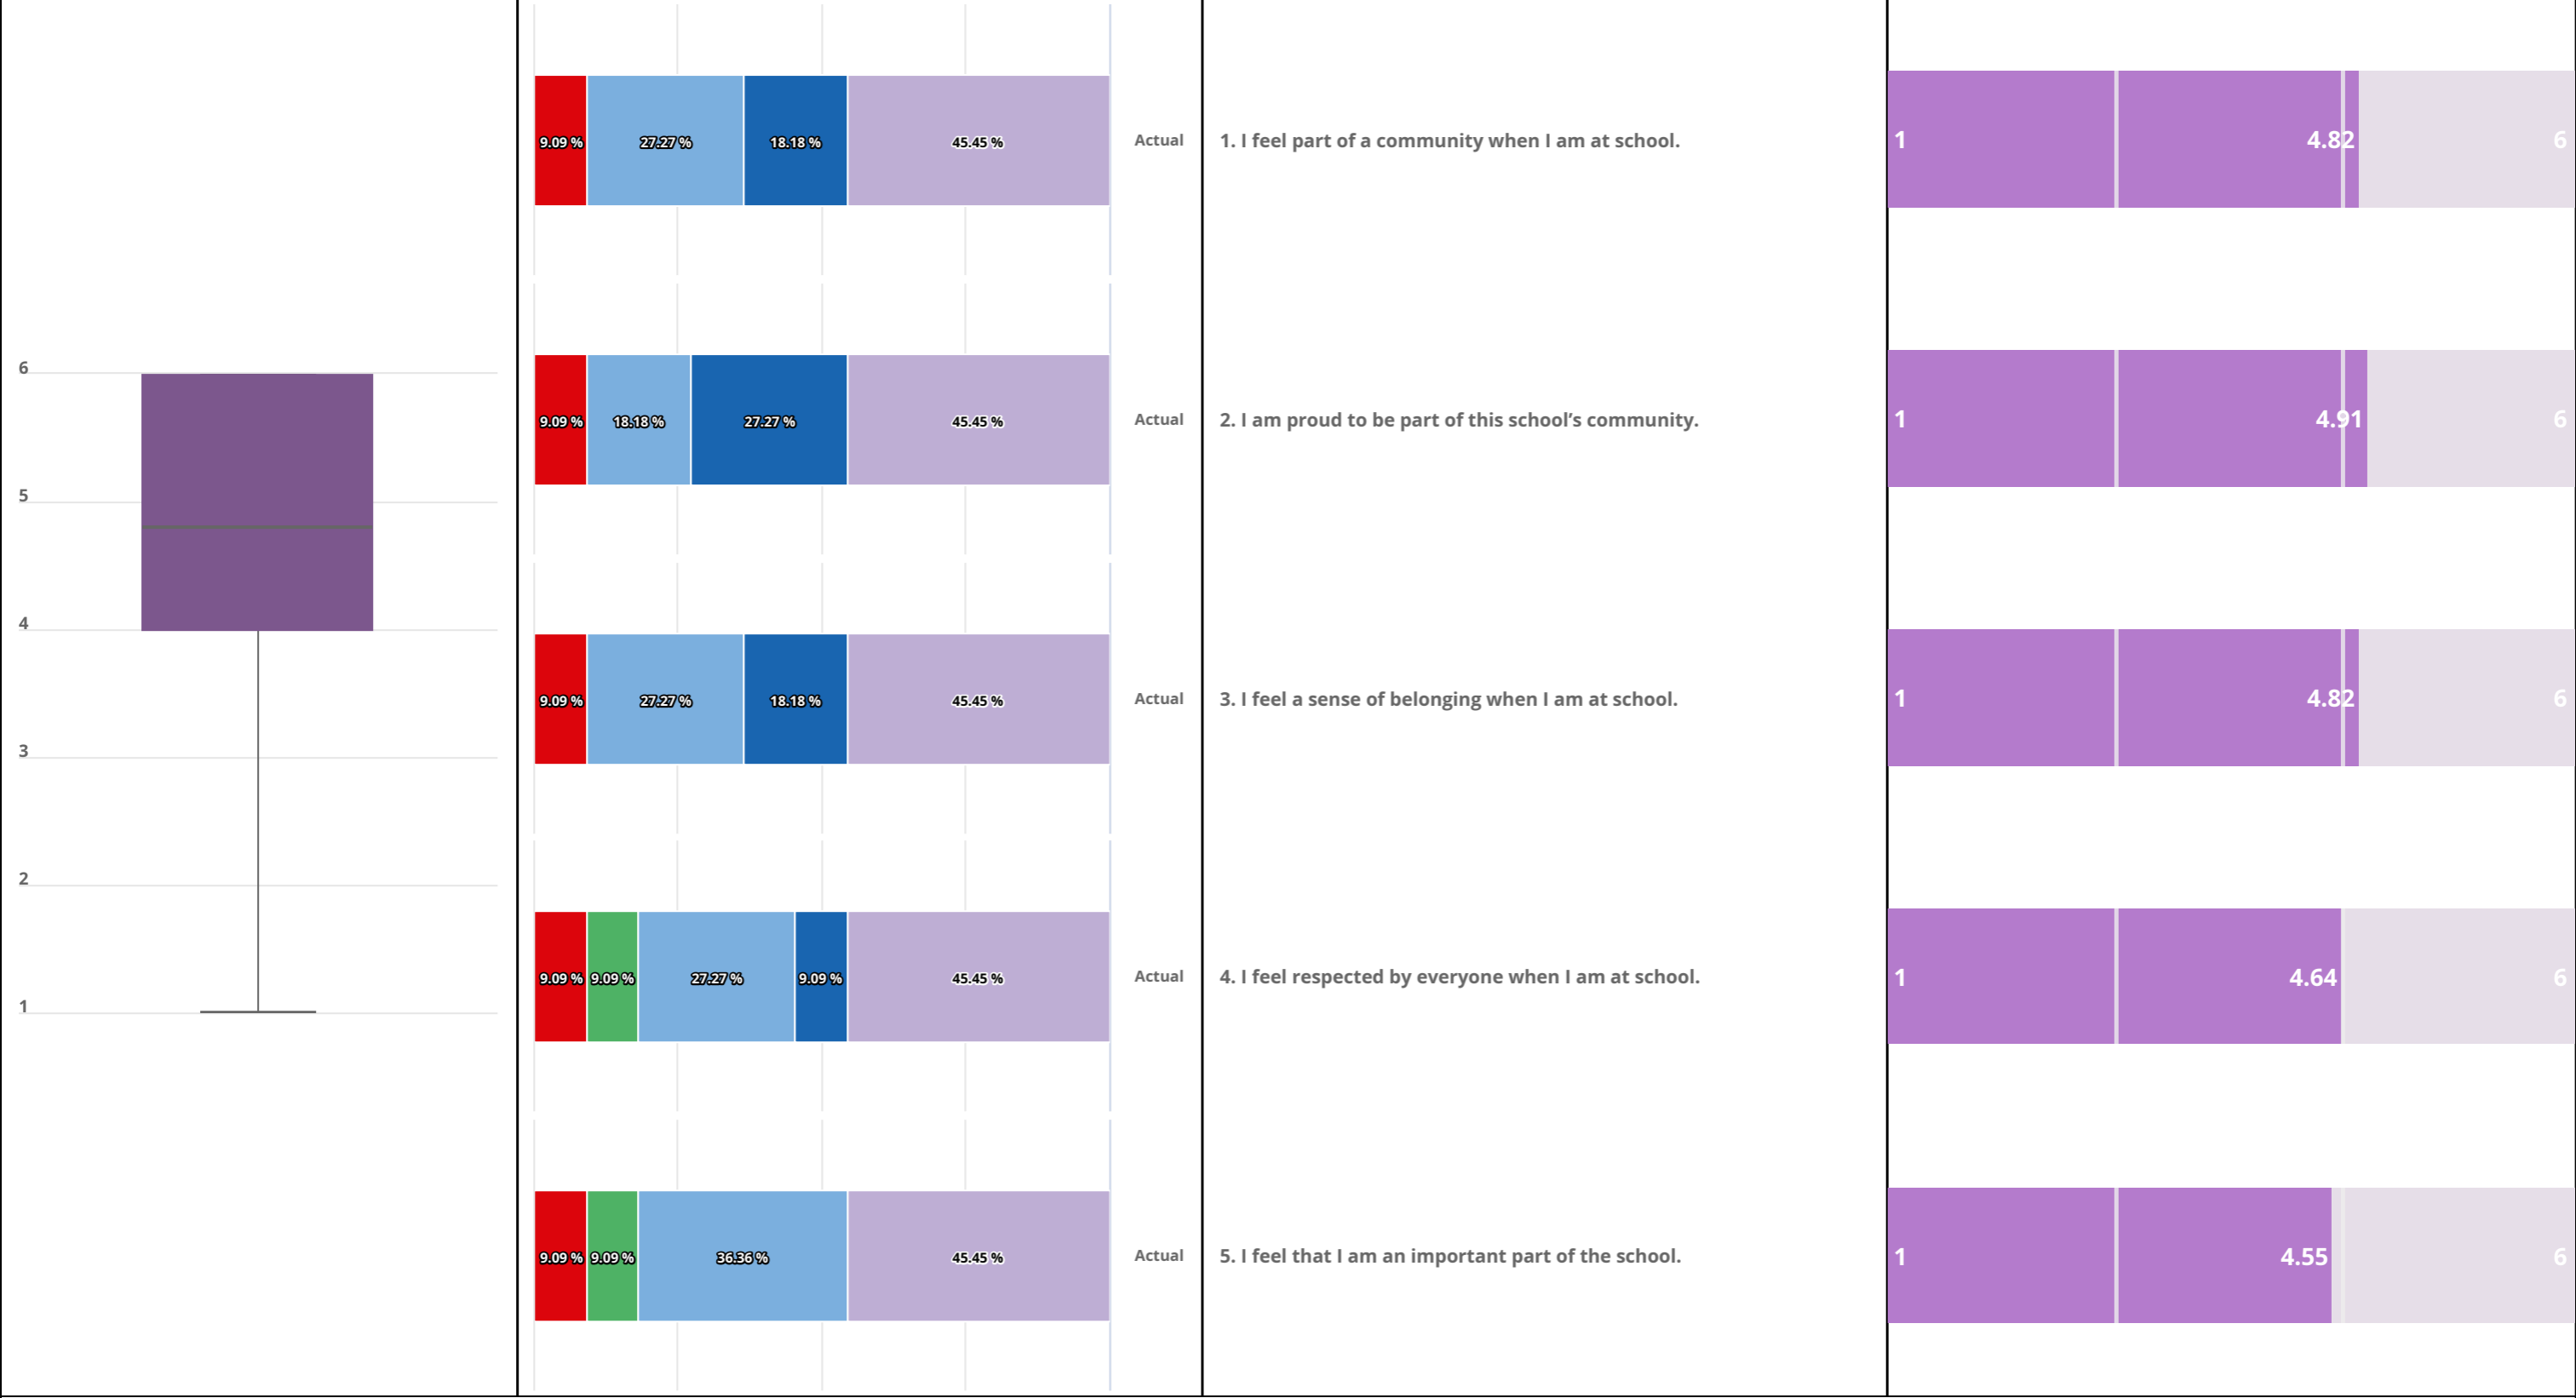 6
5
4
3
2
1
9.09 % 27.27 % 18.18 % 45.45 % Actual 1. I feel part of a community when I am at school. 1 4.82 6
9.09 % 18.18 % 27.27 % 45.45 % Actual 2. I am proud to be part of this school’s community. 1 4.91 6
9.09 % 27.27 % 18.18 % 45.45 % Actual 3. I feel a sense of belonging when I am at school. 1 4.82 6
9.09 % 9.09 % 27.27 % 9.09 % 45.45 % Actual 4. I feel respected by everyone when I am at school. 1 4.64 6
9.09 % 9.09 % 36.36 % 45.45 % Actual 5. I feel that I am an important part of the school. 1 4.55 6